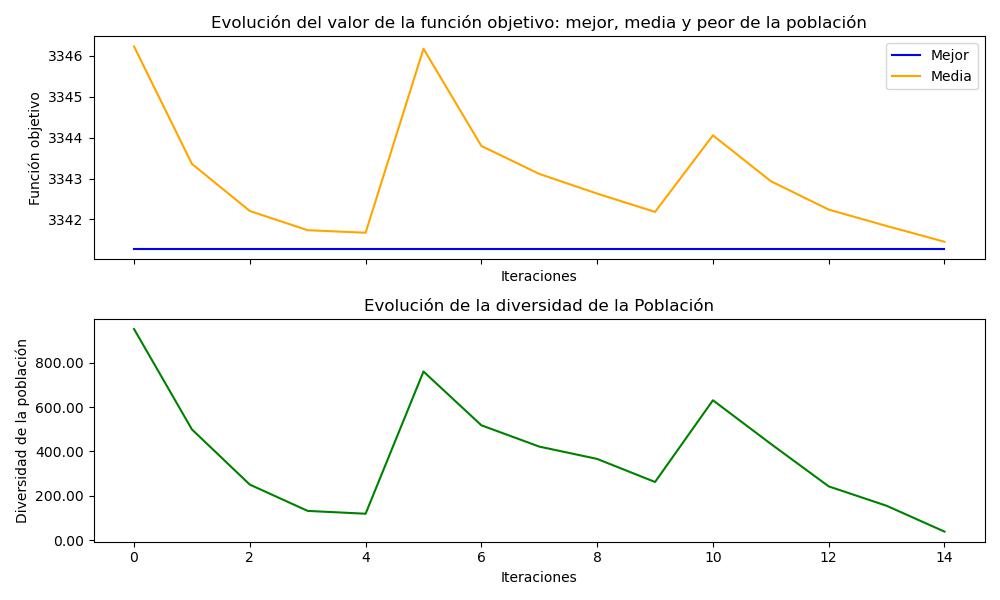 Evolución del valor de la función objetivo: mejor, media y peor de la población
Función objetivo
3346
3345
3344
3343
3342
Mejor
Media
Iteraciones
Evolución de la diversidad de la Población
Diversidad de la población
800.00
600.00
400.00
200.00
0.00
0 2 4 6 8 10 12 14
Iteraciones